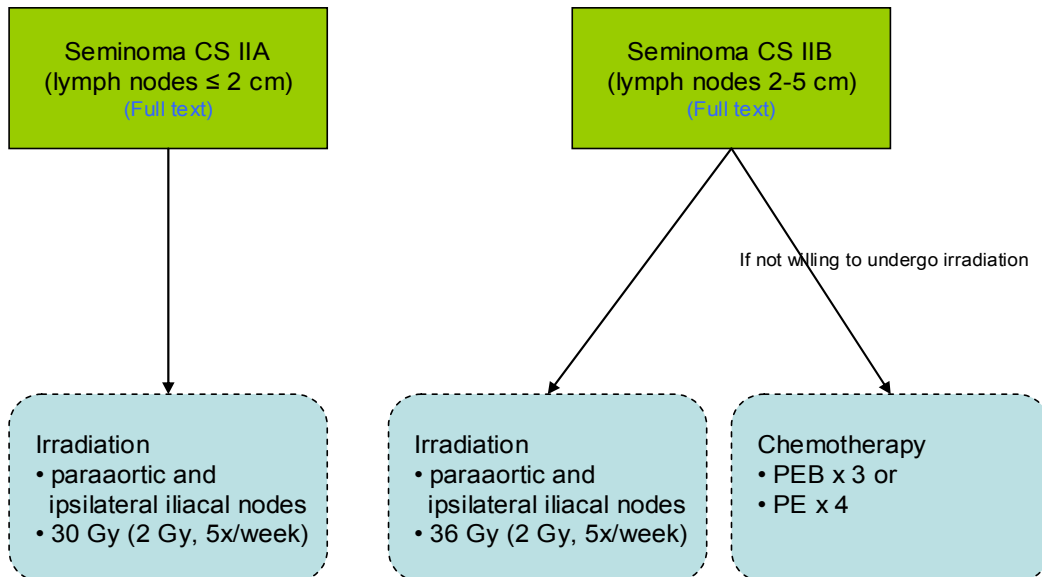 Seminoma CS IIA
(lymph nodes ≤ 2 cm)
(Full text)
Seminoma CS IIB
(lymph nodes 2-5 cm)
(Full text)
If not willing to undergo irradiation
Irradiation
• paraaortic and
ipsilateral iliacal nodes
• 30 Gy (2 Gy, 5x/week)
Irradiation
• paraaortic and
ipsilateral iliacal nodes
• 36 Gy (2 Gy, 5x/week)
Chemotherapy
• PEB x 3 or
• PE x 4